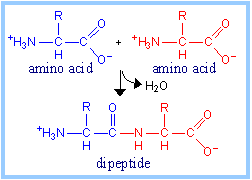 R O R O
⁺H₃N O⁻ + ⁺H₃N O⁻
H H
amino acid amino acid
H₂O
R O R
⁺H₃N N O
H H H O⁻
dipeptide